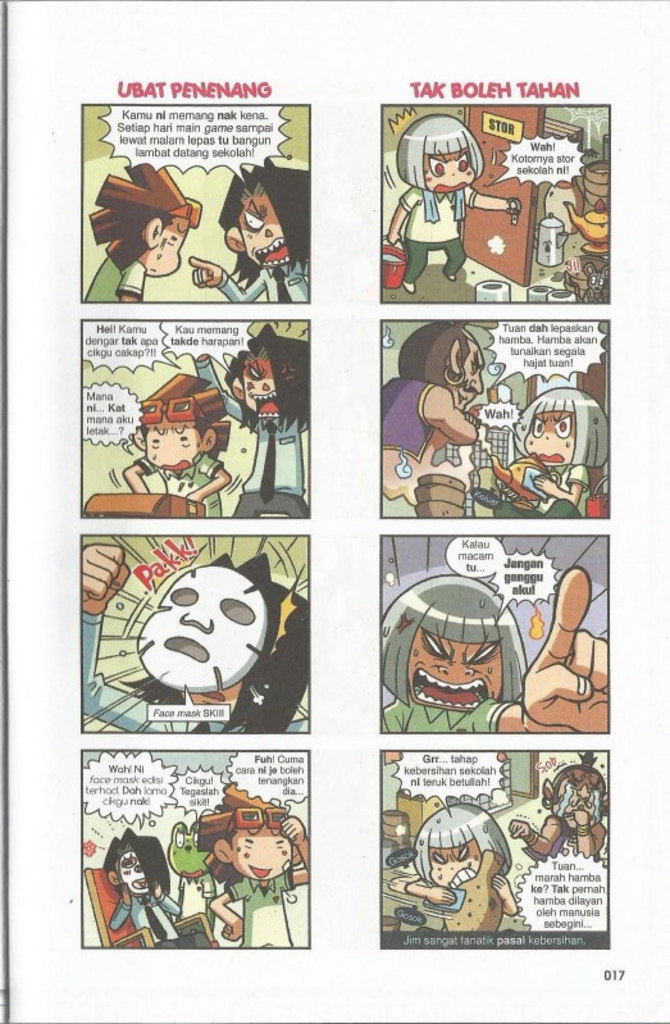 UBAT PENENANG
Kamu ni memang nak kena.
Setiap hari main game sampai
lewat malam lepas tu bangun
lambat datang sekolah!
Hei! Kamu
dengar tak apa
cikgu cakap?!!
Kau memang
takde harapan!
Mana
ni... Kat
mana aku
letak...?
Pakk!
Face mask SKIII
Wah! Ni
face mask edisi
terhad. Dah lama
cikgu nak!
Cikgu!
Tegaslah
sikit!
Fuh! Cuma
cara ni je boleh
tenangkan
dia...
TAK BOLEH TAHAN
STOR
Wah!
Kotornya stor
sekolah ni!
Tuan dah lepaskan
hamba. Hamba akan
tunaikan segala
hajat tuan!
Wah!
Kalau
macam
tu...
Jangan
ganggu
aku!
Grr... tahap
kebersihan sekolah
ni teruk betullah!
Sob
Gosok
Gosok
Tuan...
marah hamba
ke? Tak pernah
hamba dilayan
oleh manusia
sebegini...
Jim sangat fanatik pasal kebersihan.
017